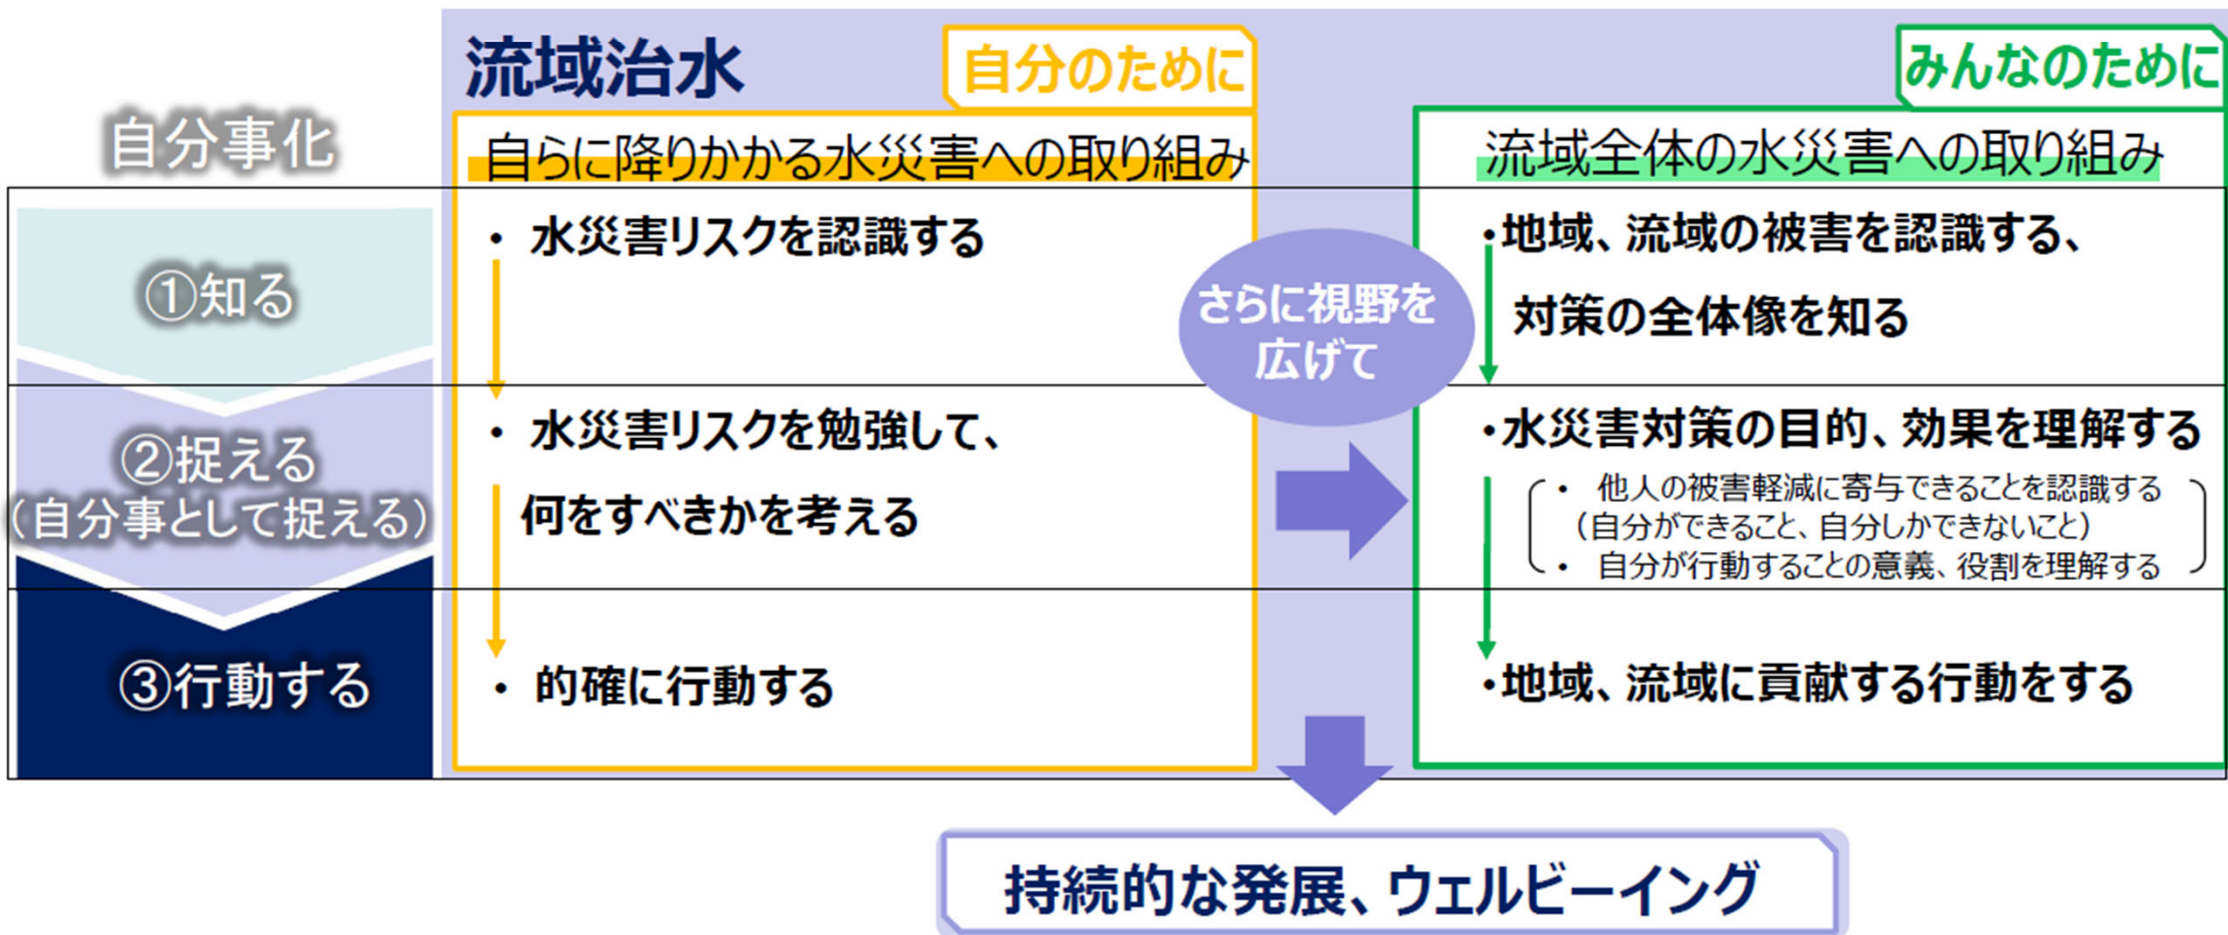 流域治水
自分のために
みんなのために
自分事化
自らに降りかかる水災害への取り組み
流域全体の水災害への取り組み
①知る
・ 水災害リスクを認識する
さらに視野を
広げて
・地域、流域の被害を認識する、
対策の全体像を知る
②捉える
（自分事として捉える）
・ 水災害リスクを勉強して、
何をすべきかを考える
・水災害対策の目的、効果を理解する
・ 他人の被害軽減に寄与できることを認識する
（自分ができること、自分しかできないこと）
・ 自分が行動することの意義、役割を理解する
③行動する
・ 的確に行動する
・地域、流域に貢献する行動をする
持続的な発展、ウェルビーイング